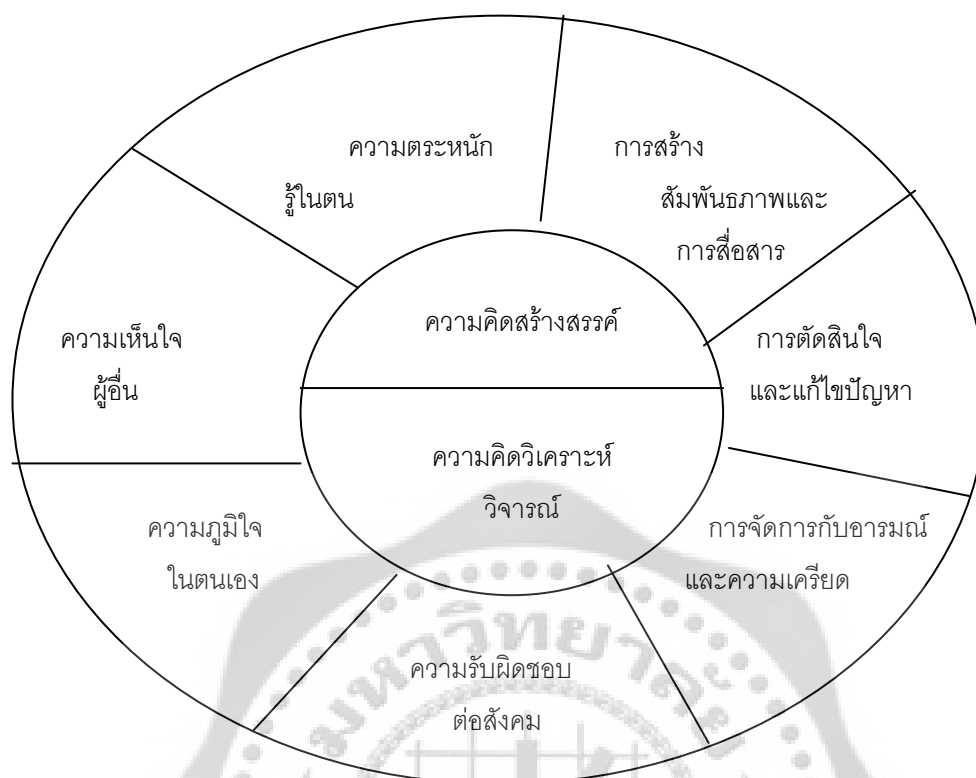 ความตระหนัก
รู้ในตน
การสร้าง
สัมพันธภาพและ
การสื่อสาร
ความคิดสร้างสรรค์
ความเห็นใจ
ผู้อื่น
การตัดสินใจ
และแก้ไขปัญหา
ความคิดวิเคราะห์
วิจารณ์
ความภูมิใจ
ในตนเอง
การจัดการกับอารมณ์
และความเครียด
ความรับผิดชอบ
ต่อสังคม